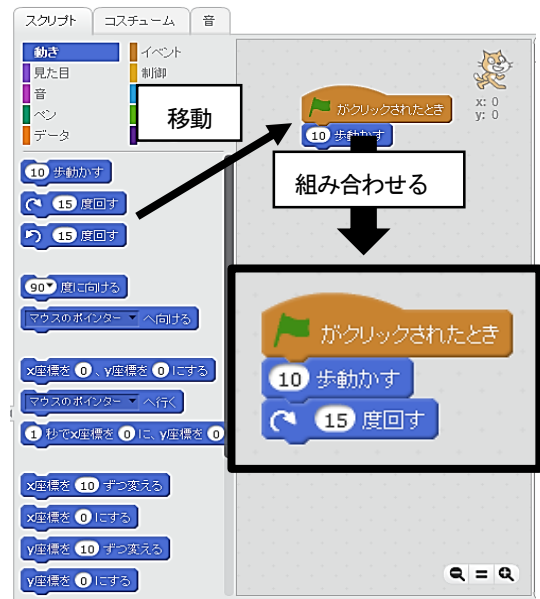 スクリプト コスチューム 音
動き イベント
見た目 制御
音
ペン
データ
移動
10 歩動かす
15 度回す
15 度回す
90 度に向ける
マウスのポインター へ向ける
x座標を 0 、y座標を 0 にする
マウスのポインター へ行く
1 秒でx座標を 0 に、y座標を 0
x座標を 10 ずつ変える
x座標を 0 にする
y座標を 10 ずつ変える
y座標を 0 にする
x: 0
y: 0
がクリックされたとき
10 歩動かす
組み合わせる
がクリックされたとき
10 歩動かす
15 度回す